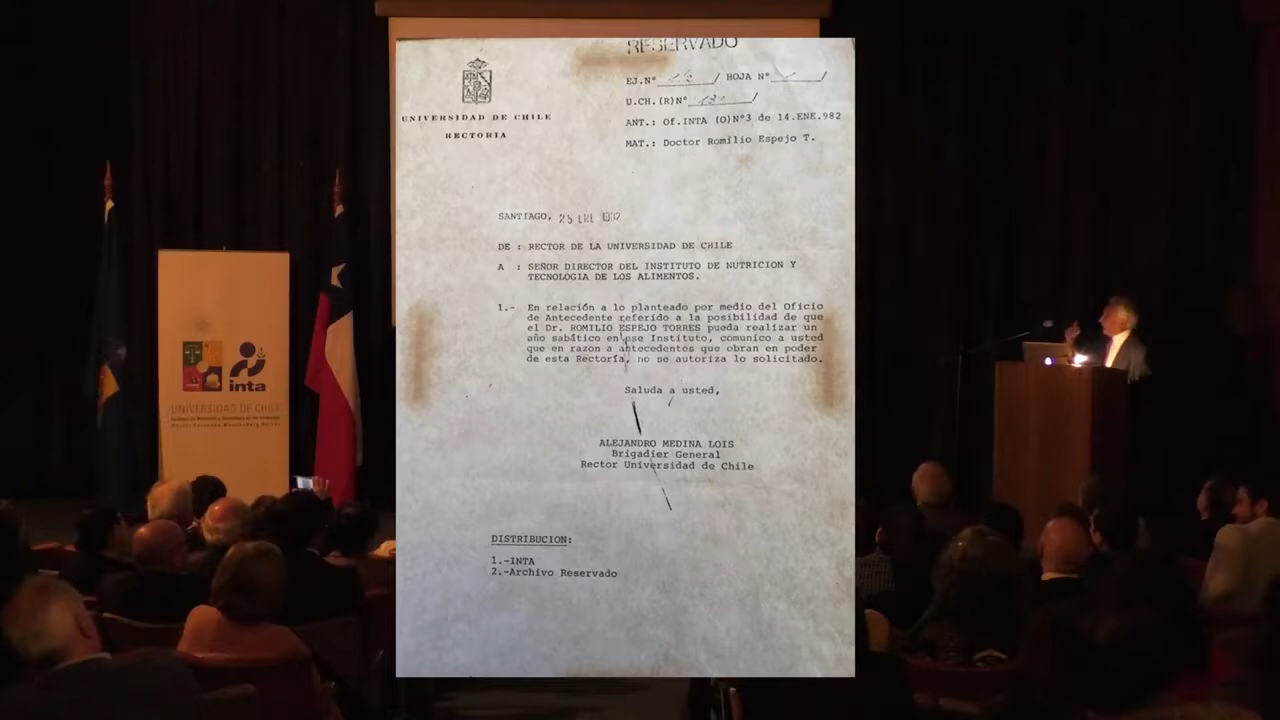 RESERVADO
EJ.Nº / HOJA Nº /
U.CH.(R)Nº /
ANT.: Of.INTA (O)Nº3 de 14.ENE.982
MAT.: Doctor Romilio Espejo T.
UNIVERSIDAD DE CHILE
RECTORIA
SANTIAGO, 25 ENE
DE : RECTOR DE LA UNIVERSIDAD DE CHILE
A : SEÑOR DIRECTOR DEL INSTITUTO DE NUTRICION Y
TECNOLOGIA DE LOS ALIMENTOS.
1.- En relación a lo planteado por medio del Oficio
de Antecedente referido a la posibilidad de que
el Dr. ROMILIO ESPEJO TORRES pueda realizar un
año sabático en ese Instituto, comunico a usted
que en razon a antecedentes que obran en poder
de esta Rectoría, no se autoriza lo solicitado.
Saluda a usted,
ALEJANDRO MEDINA LOIS
Brigadier General
Rector Universidad de Chile
DISTRIBUCION:
1.-INTA
2.-Archivo Reservado
inta
UNIVERSIDAD DE CHILE